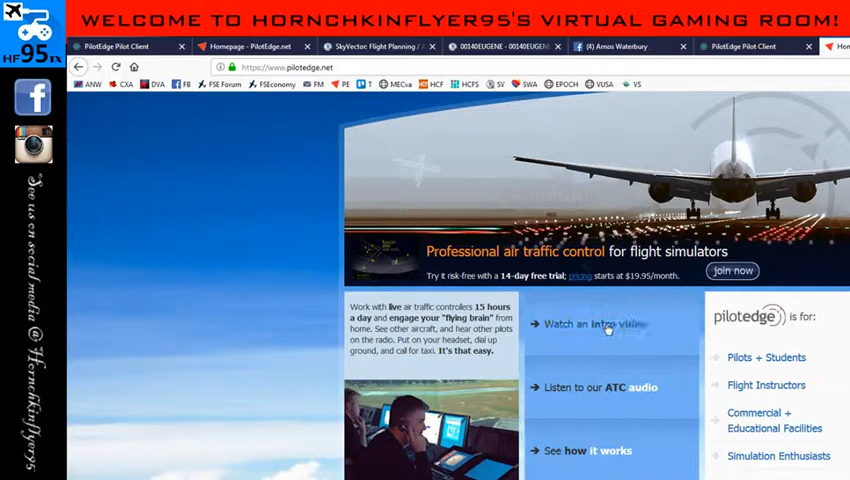 WELCOME TO HORNCHKINFLYER95'S VIRTUAL GAMING ROOM!
HF 95
PilotEdge Pilot Client
Homepage - PilotEdge.net
SkyVector: Flight Planning / A
00140EUGENE - 00140EUGEN
(2) Amos Waterbury
PilotEdge Pilot Client
Hon
https://www.pilotedge.net
ANW CXA DVA FB FSE Forum FSEconomy FM PE T MECva HCF HCFS SV SWA EPOCH VUSA VS
See us on social media @ Hornchkinflyer95
Professional air traffic control for flight simulators
Try it risk-free with a 14-day free trial; pricing starts at $19.95/month.
join now
Work with live air traffic controllers 15 hours
a day and engage your "flying brain" from
home. See other aircraft, and hear other pilots
on the radio. Put on your headset, dial up
ground, and call for taxi. It's that easy.
Watch an intro video
Listen to our ATC audio
See how it works
pilotedge is for:
Pilots + Students
Flight Instructors
Commercial +
Educational Facilities
Simulation Enthusiasts